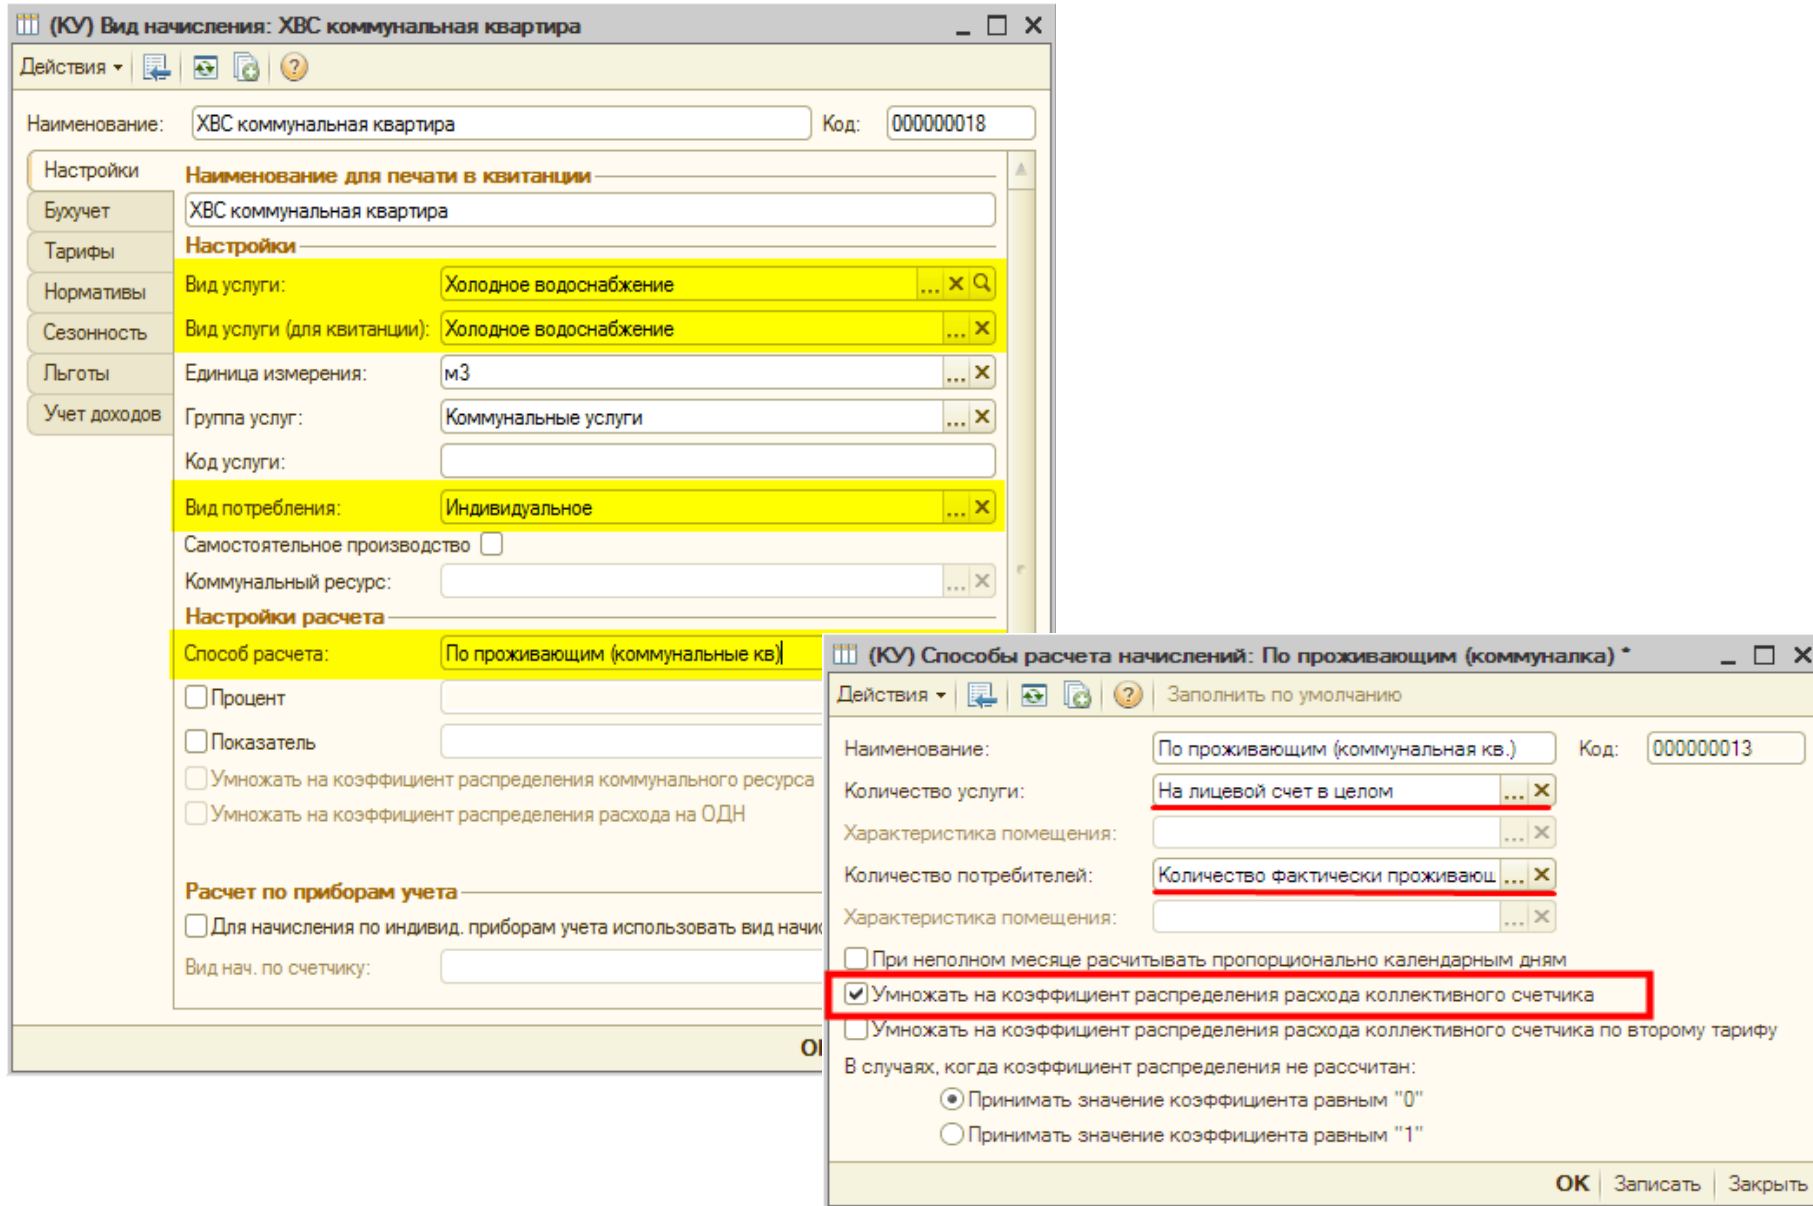 (КУ) Вид начисления: ХВС коммунальная квартира
Действия
Наименование: ХВС коммунальная квартира Код: 000000018
Настройки
Бухучет
Тарифы
Нормативы
Сезонность
Льготы
Учет доходов
Наименование для печати в квитанции
ХВС коммунальная квартира
Настройки
Вид услуги: Холодное водоснабжение ...
Вид услуги (для квитанции): Холодное водоснабжение ...
Единица измерения: м3 ...
Группа услуг: Коммунальные услуги ...
Код услуги:
Вид потребления: Индивидуальное ...
Самостоятельное производство
Коммунальный ресурс: ...
Настройки расчета
Способ расчета: По проживающим (коммунальные кв)
Процент
Показатель
Умножать на коэффициент распределения коммунального ресурса
Умножать на коэффициент распределения расхода на ОДН
Расчет по приборам учета
Для начисления по индивид. приборам учета использовать вид
Вид нач. по счетчику:
(КУ) Способы расчета начислений: По проживающим (коммуналка) *
Действия Заполнить по умолчанию
Наименование: По проживающим (коммунальная кв.) Код: 000000013
Количество услуги: На лицевой счет в целом ...
Характеристика помещения: ...
Количество потребителей: Количество фактически проживающ ...
Характеристика помещения: ...
При неполном месяце расчитывать пропорционально календарным дням
Умножать на коэффициент распределения расхода коллективного счетчика
Умножать на коэффициент распределения расхода коллективного счетчика по второму тарифу
В случаях, когда коэффициент распределения не рассчитан:
Принимать значение коэффициента равным "0"
Принимать значение коэффициента равным "1"
OK Записать Закрыть